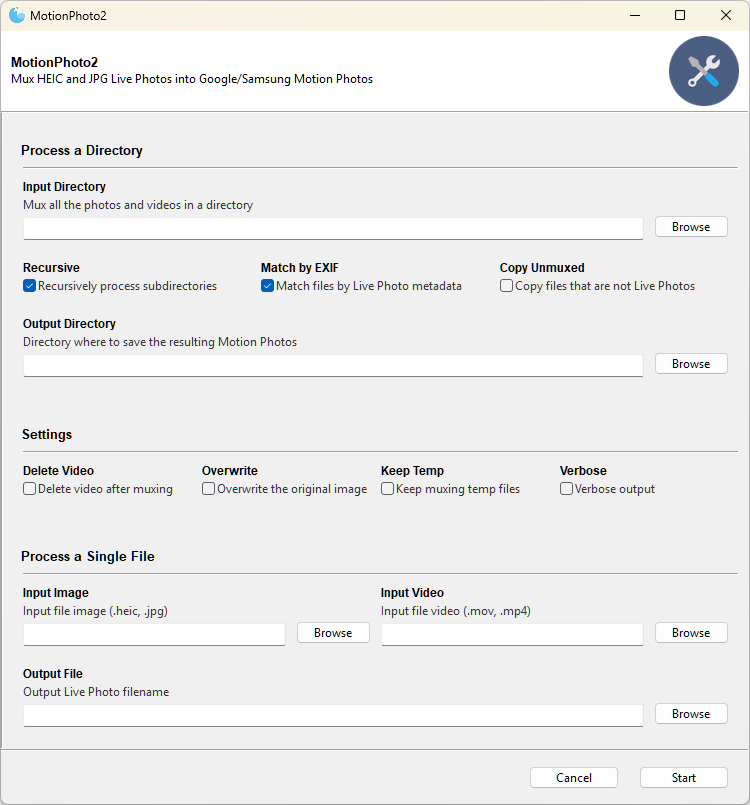 MotionPhoto2
MotionPhoto2
Mux HEIC and JPG Live Photos into Google/Samsung Motion Photos
Process a Directory
Input Directory
Mux all the photos and videos in a directory
Browse
Recursive Match by EXIF Copy Unmuxed
Recursively process subdirectories Match files by Live Photo metadata Copy files that are not Live Photos
Output Directory
Directory where to save the resulting Motion Photos
Browse
Settings
Delete Video Overwrite Keep Temp Verbose
Delete video after muxing Overwrite the original image Keep muxing temp files Verbose output
Process a Single File
Input Image Input Video
Input file image (.heic, .jpg) Input file video (.mov, .mp4)
Browse Browse
Output File
Output Live Photo filename
Browse
Cancel Start